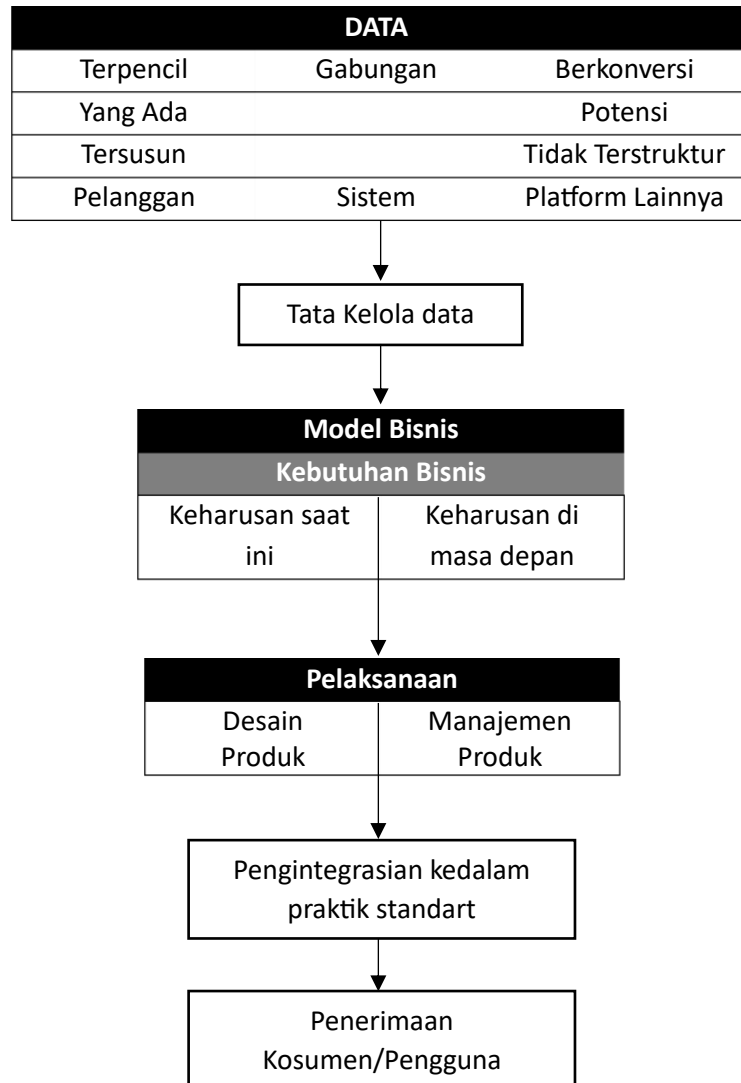 DATA
Terpencil Gabungan Berkonversi
Yang Ada Potensi
Tersusun Tidak Terstruktur
Pelanggan Sistem Platform Lainnya
Tata Kelola data
Model Bisnis
Kebutuhan Bisnis
Keharusan saat
ini
Keharusan di
masa depan
Pelaksanaan
Desain
Produk
Manajemen
Produk
Pengintegrasian kedalam
praktik standart
Penerimaan
Kosumen/Pengguna